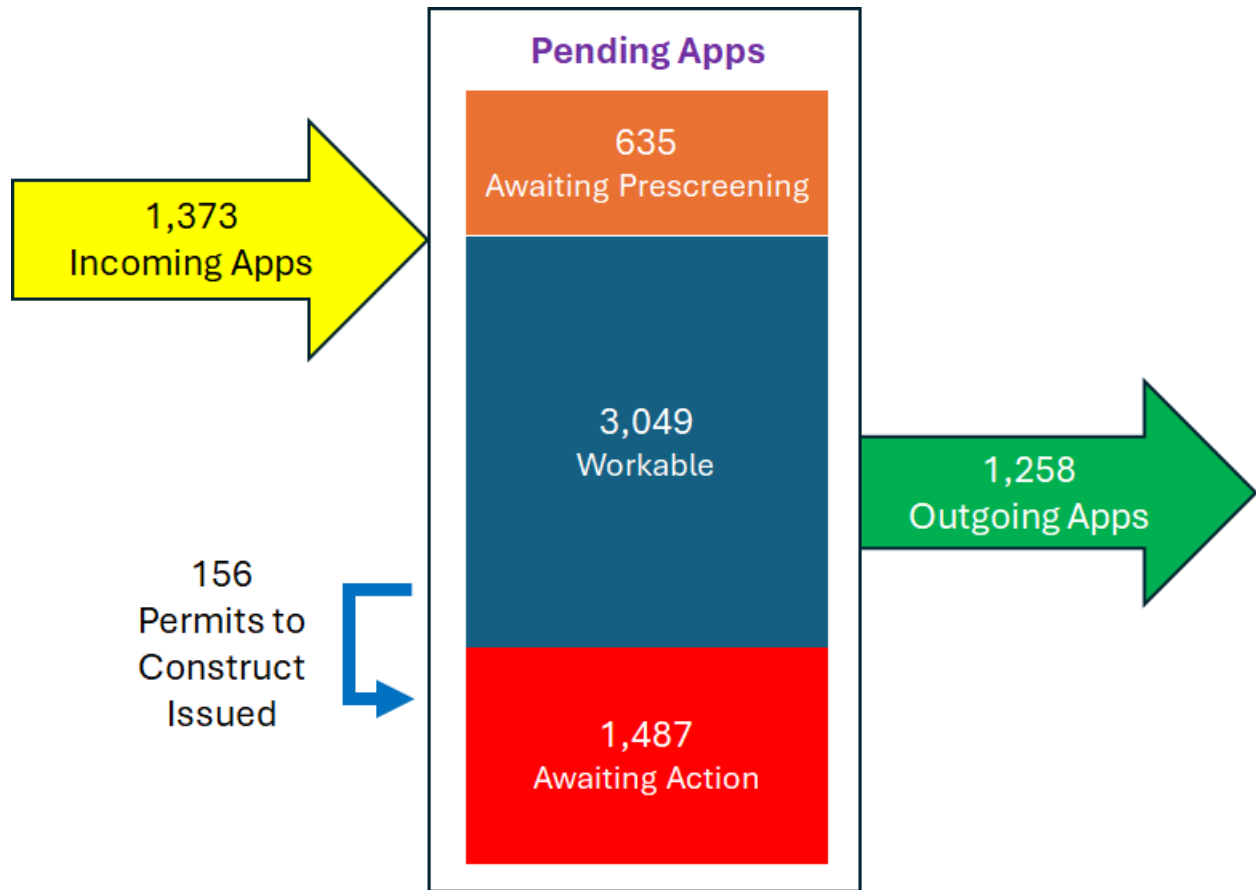 Pending Apps
635
Awaiting Prescreening
1,373
Incoming Apps
3,049
Workable
1,258
Outgoing Apps
156
Permits to
Construct
Issued
1,487
Awaiting Action